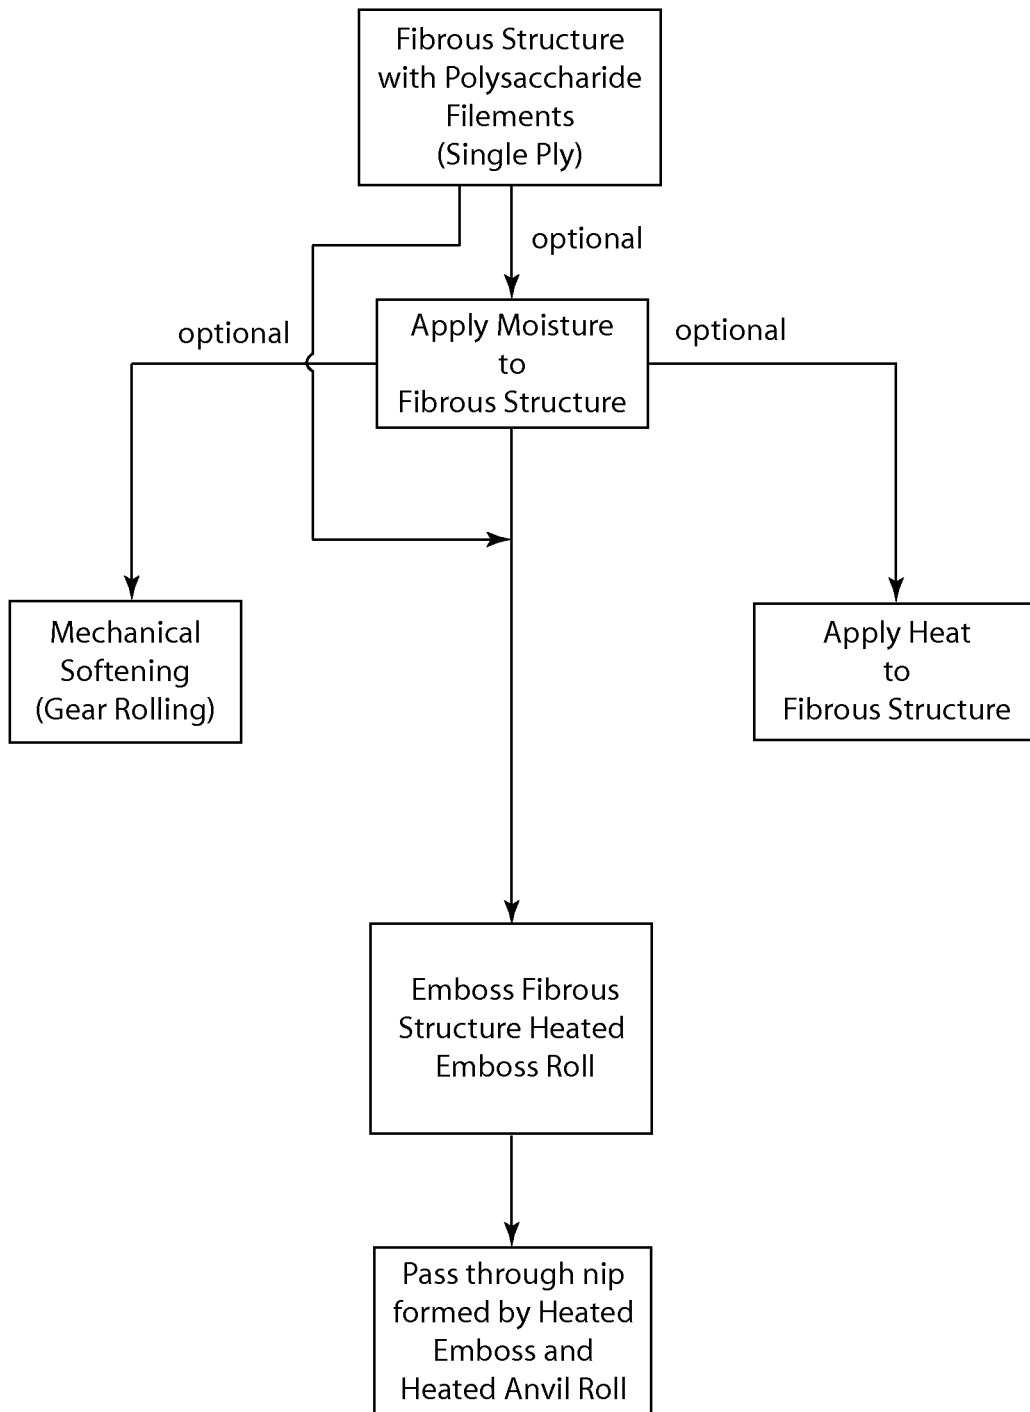 Fibrous Structure
with Polysaccharide
Filements
(Single Ply)
optional
Apply Moisture
to
Fibrous Structure
optional
optional
Mechanical
Softening
(Gear Rolling)
Apply Heat
to
Fibrous Structure
Emboss Fibrous
Structure Heated
Emboss Roll
Pass through nip
formed by Heated
Emboss and
Heated Anvil Roll